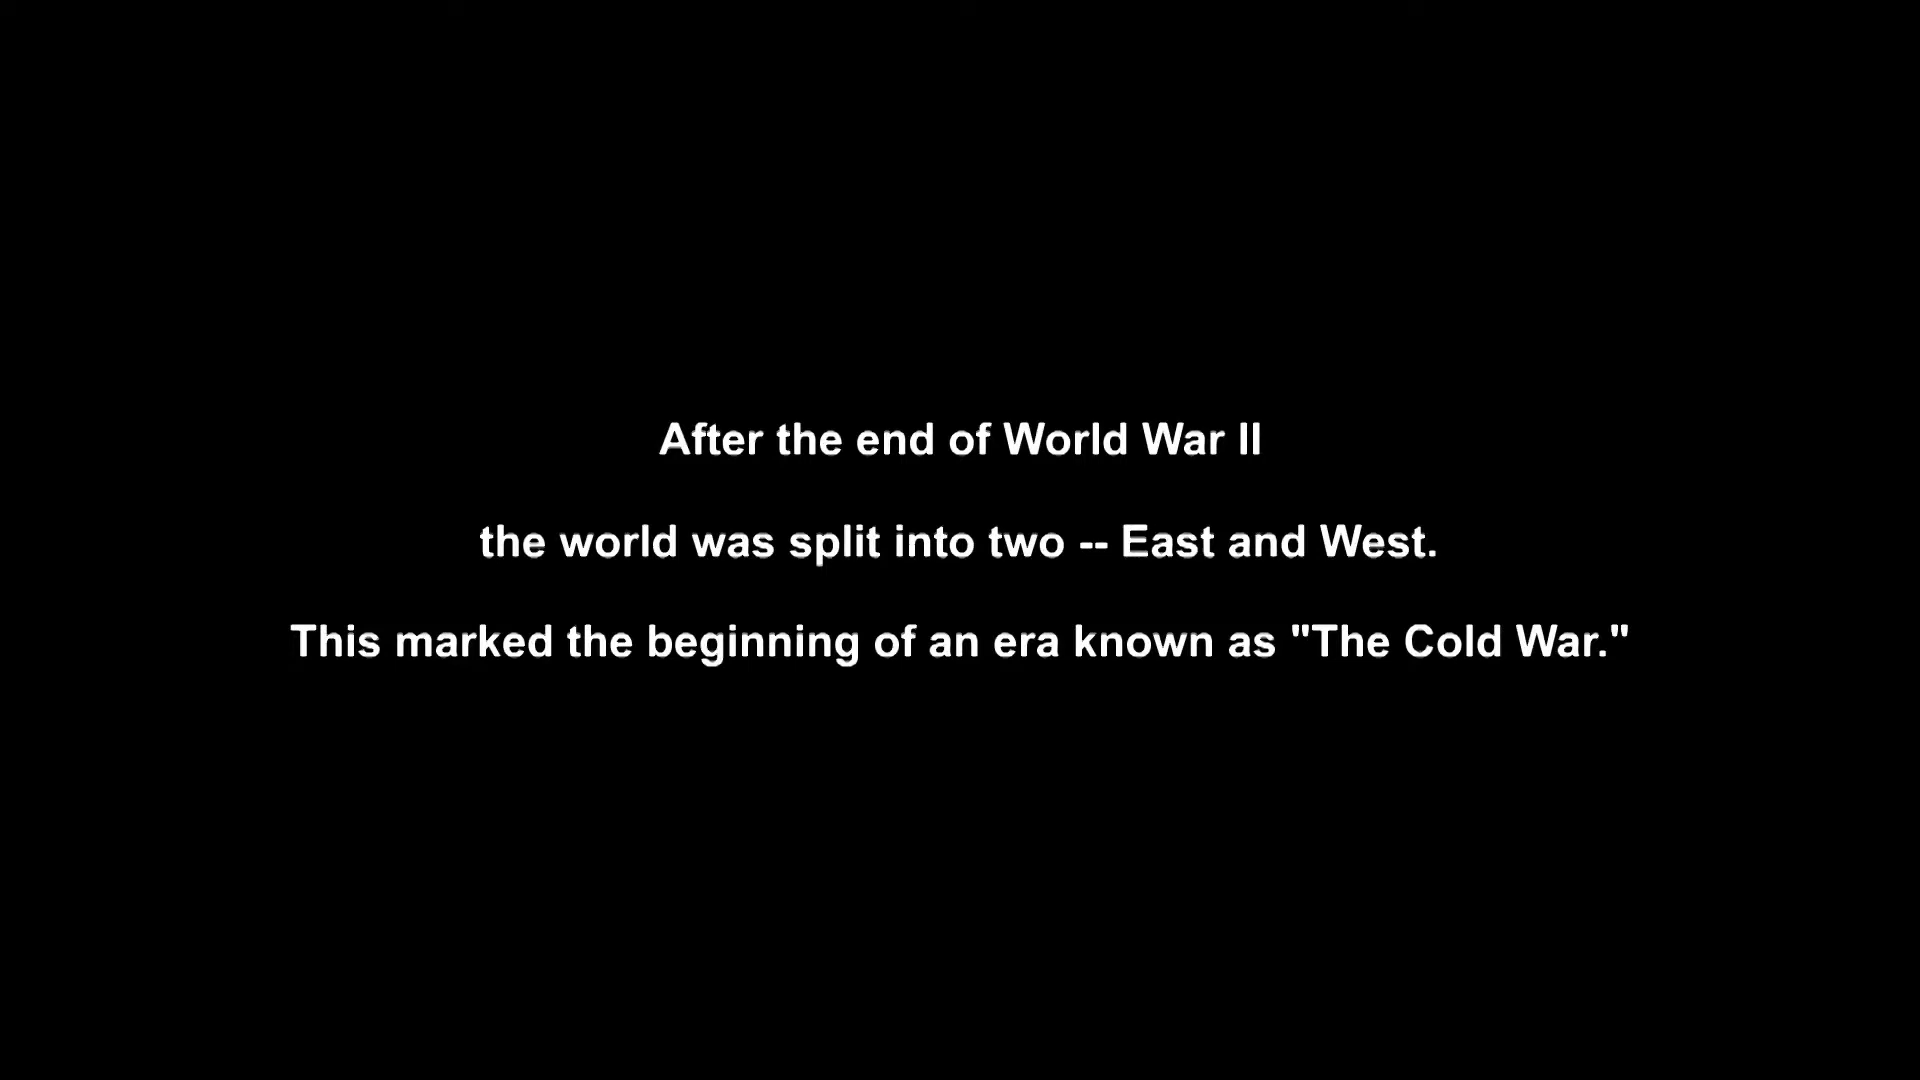 After the end of World War II
the world was split into two -- East and West.
This marked the beginning of an era known as "The Cold War."